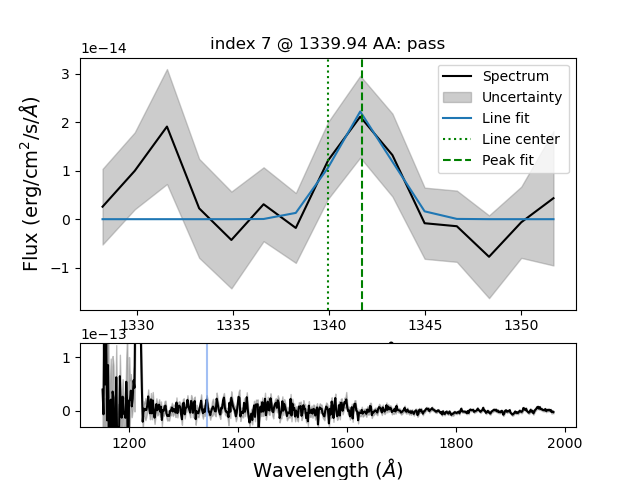 index 7 @ 1339.94 AA: pass
1e−14
3
2
1
0
−1
Flux (erg/cm²/s/Å)
Spectrum
Uncertainty
Line fit
Line center
Peak fit
1330 1335 1340 1345 1350
1e−13
1
0
1200 1400 1600 1800 2000
Wavelength (Å)